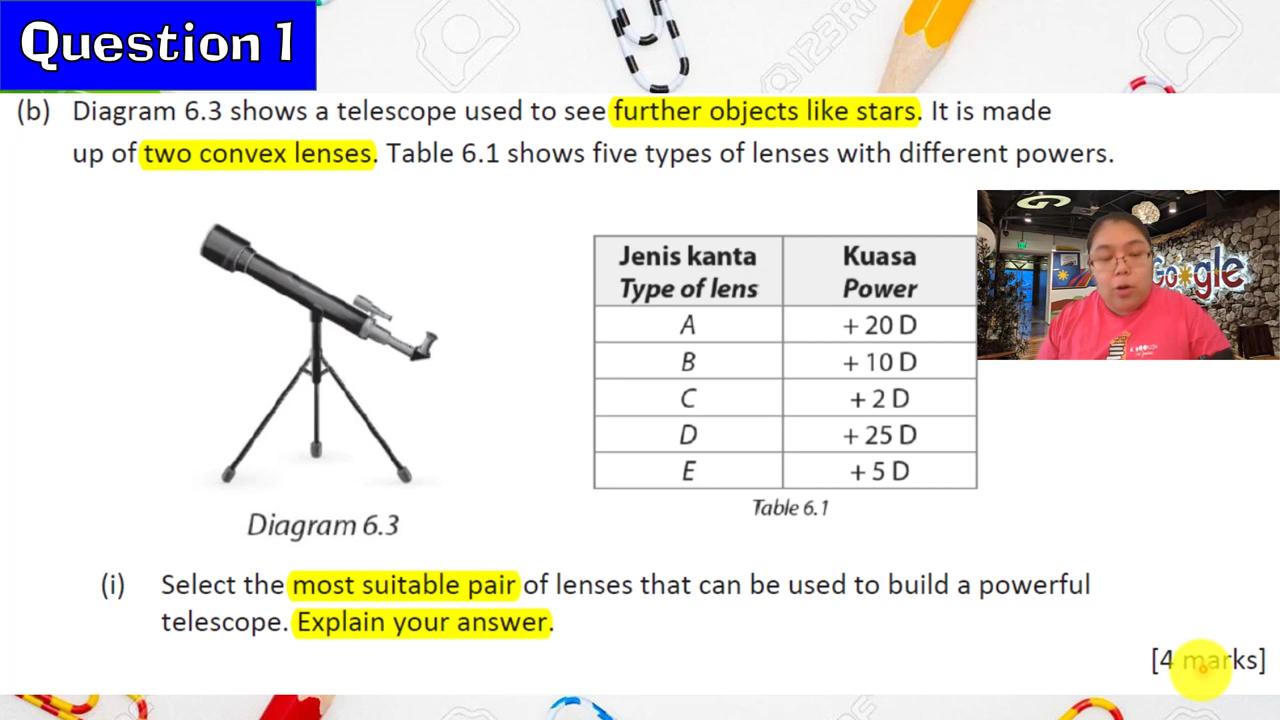 Question 1
(b) Diagram 6.3 shows a telescope used to see further objects like stars. It is made
up of two convex lenses. Table 6.1 shows five types of lenses with different powers.
Google
Jenis kanta Kuasa
Type of lens Power
A + 20 D
B + 10 D
C + 2 D
D + 25 D
E + 5 D
Table 6.1
Diagram 6.3
(i) Select the most suitable pair of lenses that can be used to build a powerful
telescope. Explain your answer.
[4 marks]